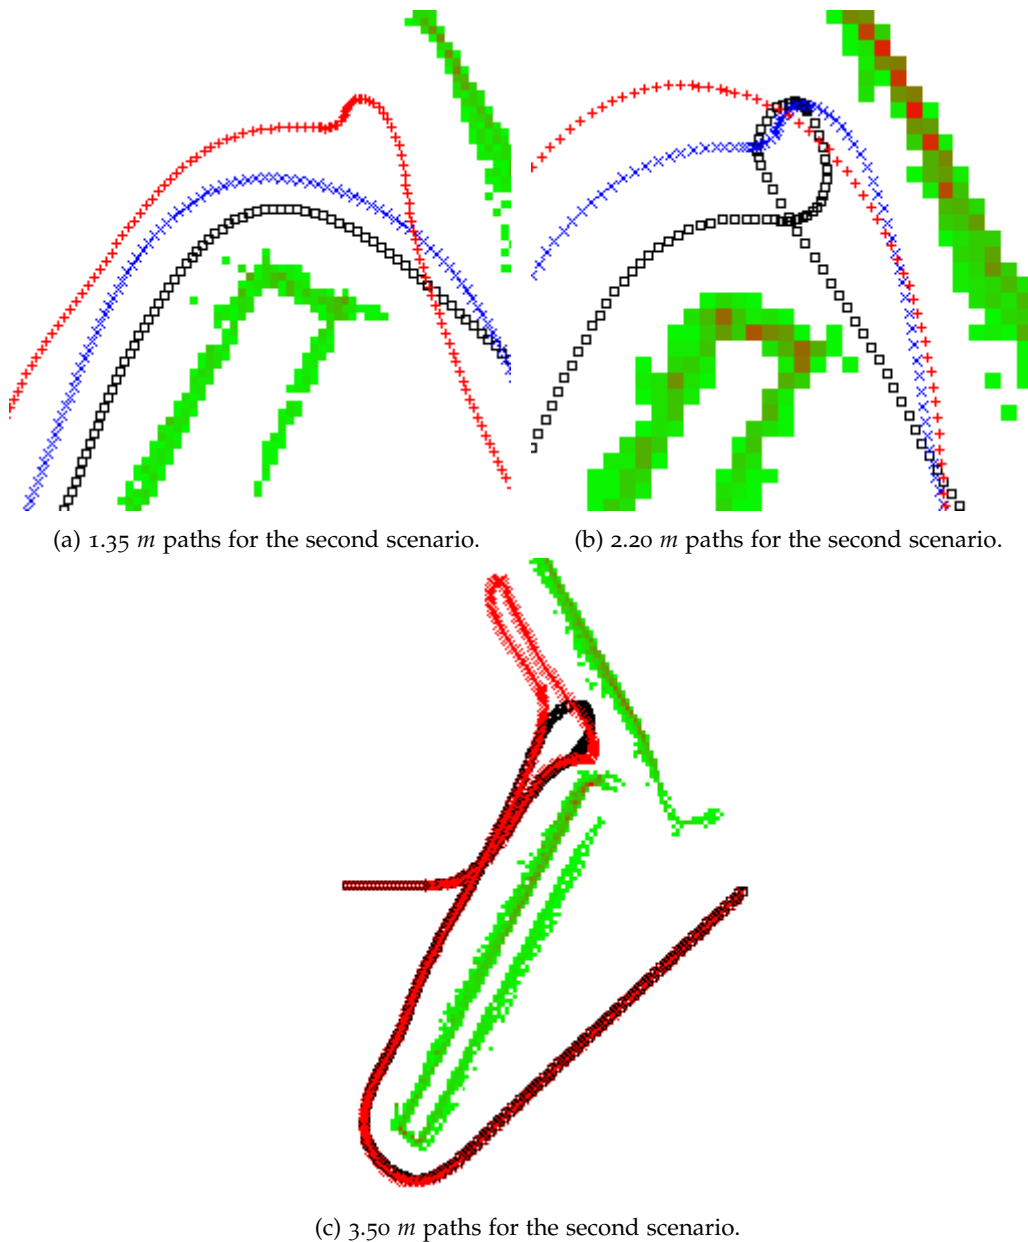 (a) 1.35 m paths for the second scenario.
(b) 2.20 m paths for the second scenario.
(c) 3.50 m paths for the second scenario.